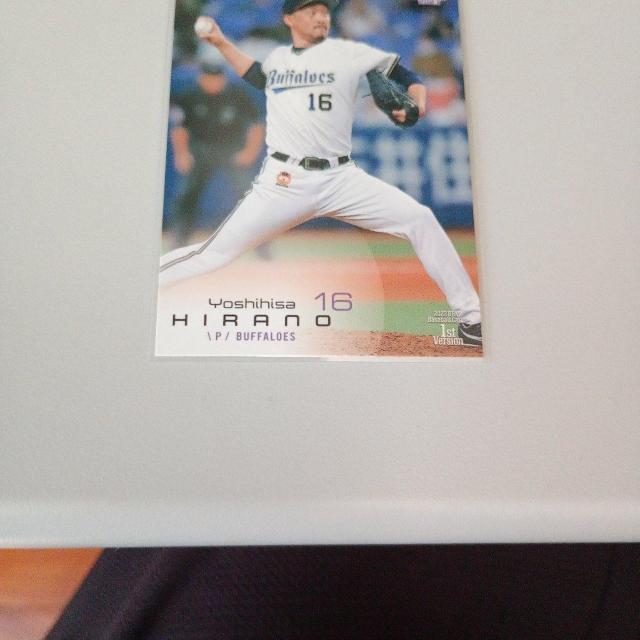 Buffaloes
16
Yoshihisa 16
HIRANO
\ P / BUFFALOES
1st
Version